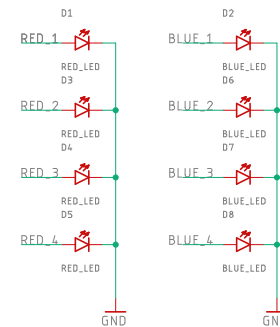 D1 D2
RED_1 BLUE_1
RED_LED BLUE_LED
D3 D6
RED_2 BLUE_2
RED_LED BLUE_LED
D4 D7
RED_3 BLUE_3
RED_LED BLUE_LED
D5 D8
RED_4 BLUE_4
RED_LED BLUE_LED
GND